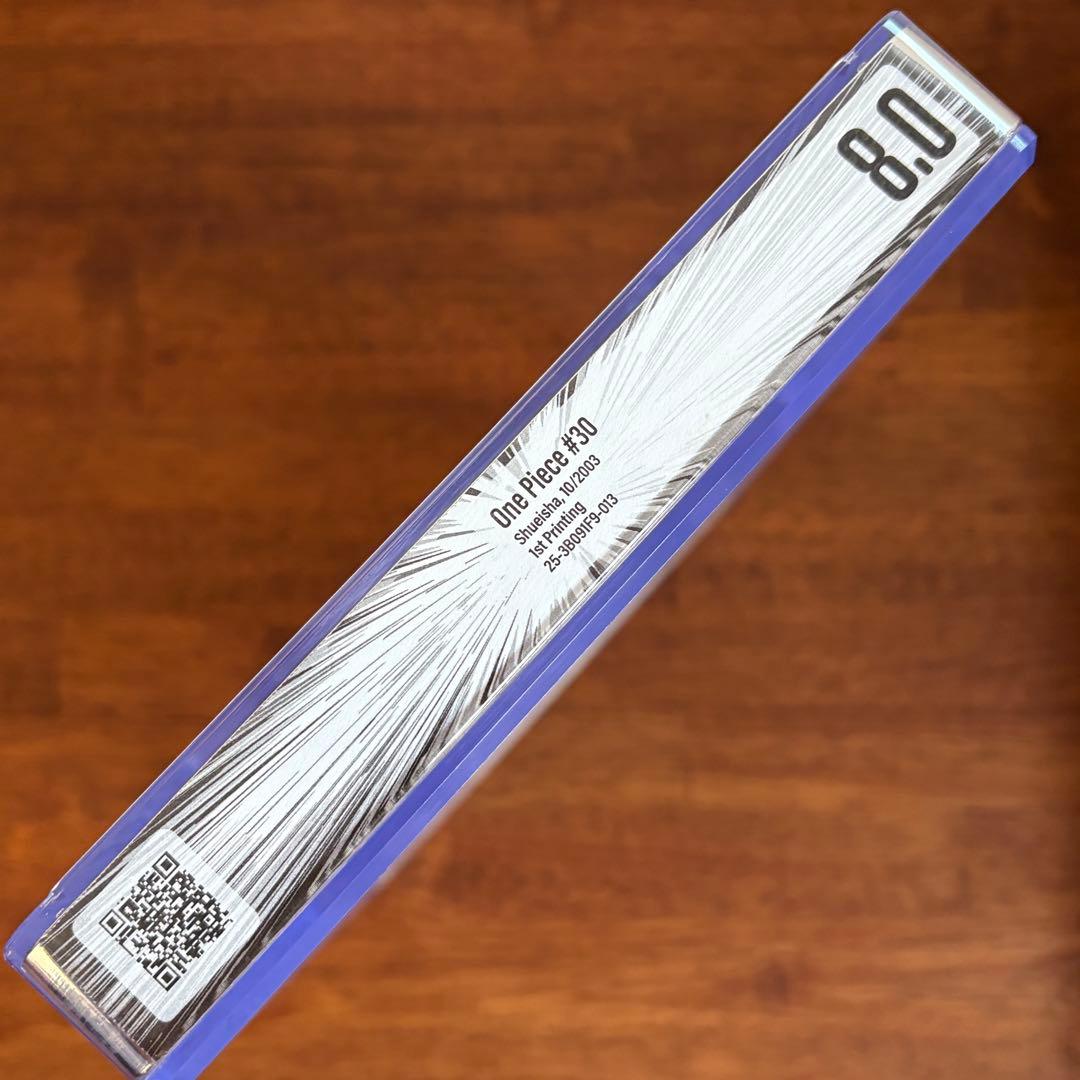 One Piece #30
Shueisha, 10/2003
1st Printing
25-3B091F9-013
8.0